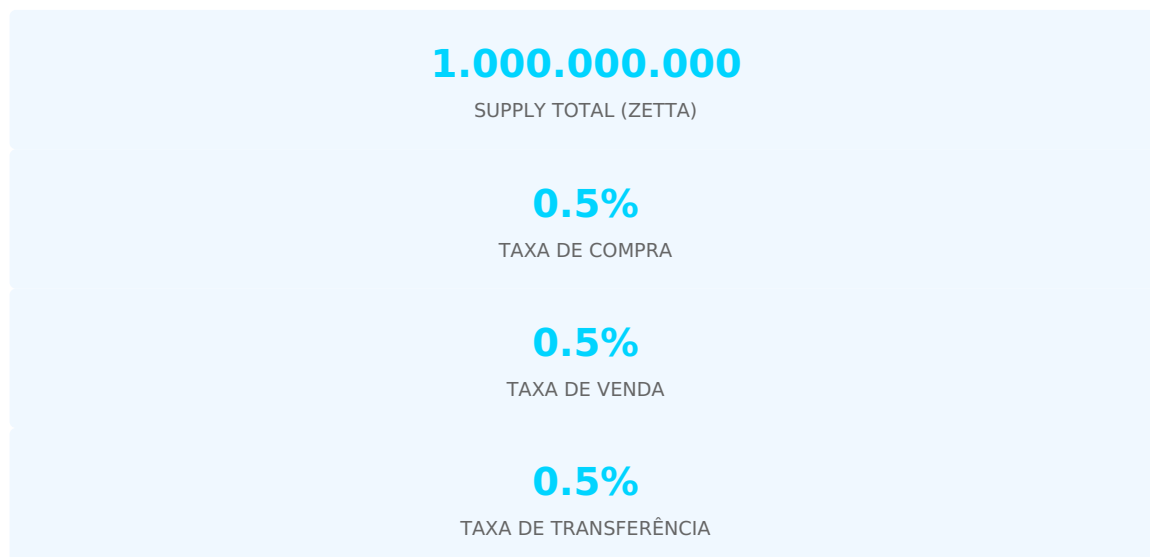 1.000.000.000
SUPPLY TOTAL (ZETTA)
0.5%
TAXA DE COMPRA
0.5%
TAXA DE VENDA
0.5%
TAXA DE TRANSFERÊNCIA